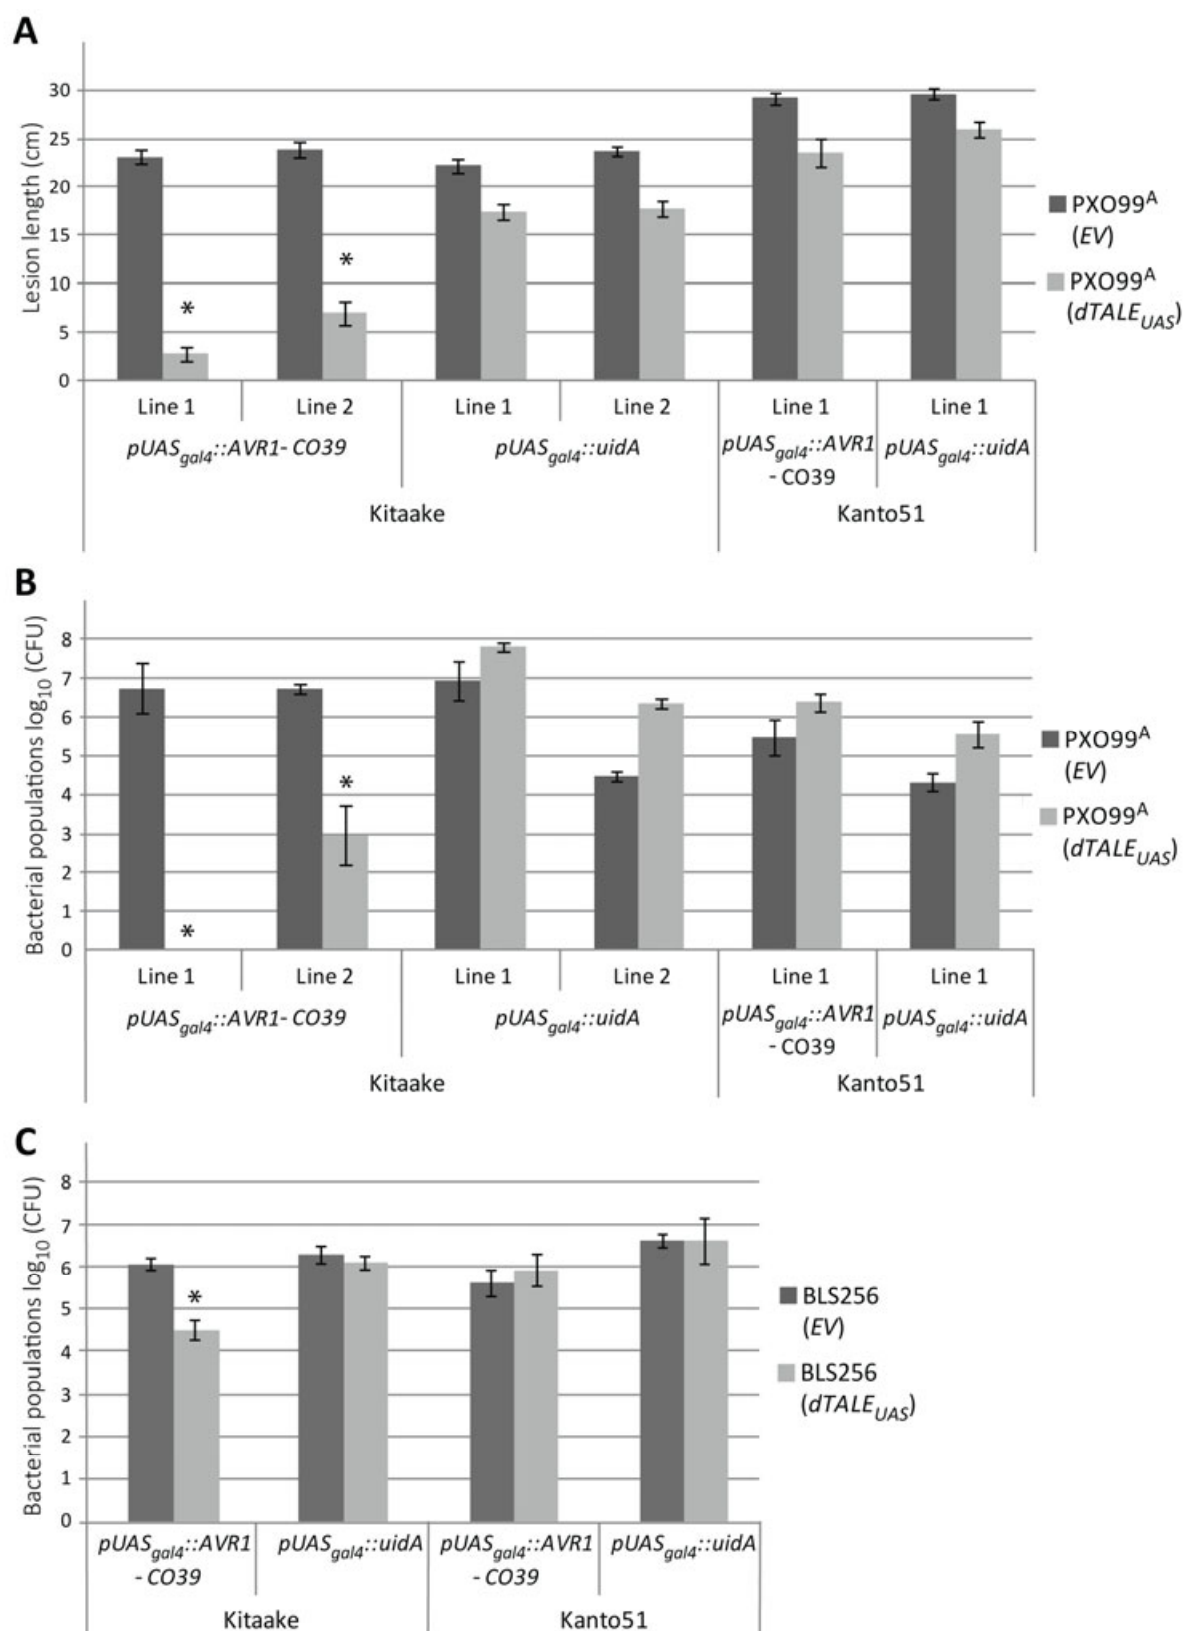 A
Lesion length (cm)
30
25
20
15
10
5
0
*
*
PXO99A
(EV)
PXO99A
(dTALEUAS)
Line 1 Line 2 Line 1 Line 2 Line 1 Line 1
pUASgal4::AVR1-CO39 pUASgal4::uidA pUASgal4::AVR1 pUASgal4::uidA
- CO39
Kitaake Kanto51
B
Bacterial populations log10 (CFU)
8
7
6
5
4
3
2
1
0
*
*
PXO99A
(EV)
PXO99A
(dTALEUAS)
Line 1 Line 2 Line 1 Line 2 Line 1 Line 1
pUASgal4::AVR1-CO39 pUASgal4::uidA pUASgal4::AVR1 pUASgal4::uidA
- CO39
Kitaake Kanto51
C
Bacterial populations log10 (CFU)
8
7
6
5
4
3
2
1
0
*
BLS256
(EV)
BLS256
(dTALEUAS)
pUASgal4::AVR1 pUASgal4::uidA pUASgal4::AVR1 pUASgal4::uidA
- CO39 - CO39
Kitaake Kanto51